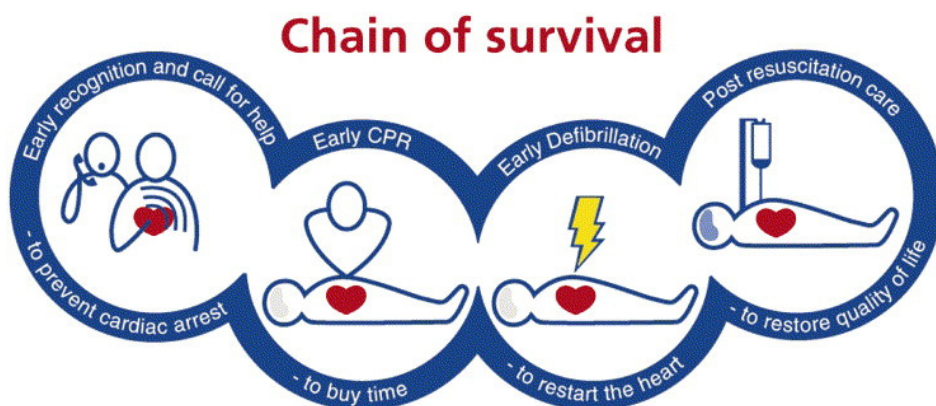 Chain of survival
Early recognition and call for help
- to prevent cardiac arrest
Early CPR
- to buy time
Early Defibrillation
- to restart the heart
Post resuscitation care
- to restore quality of life